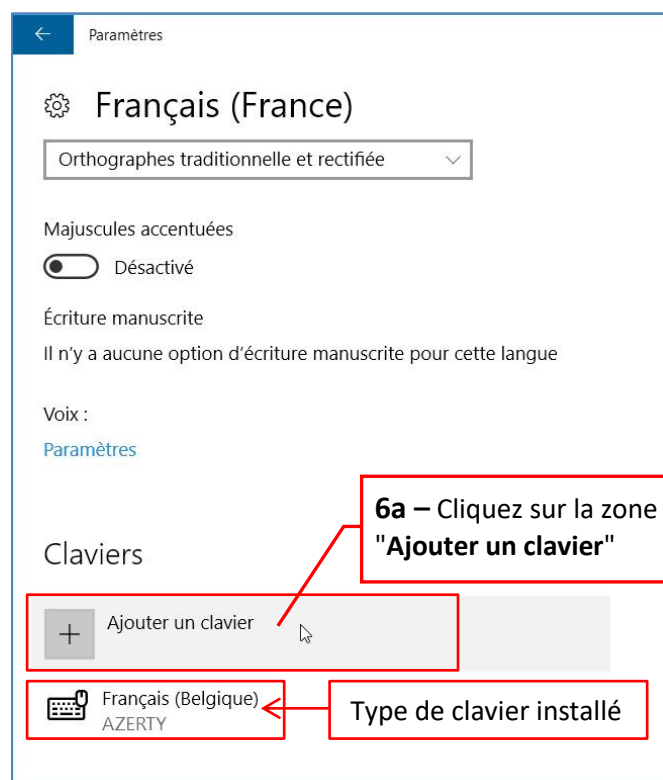 Paramètres
Français (France)
Orthographes traditionnelle et rectifiée
Majuscules accentuées
Désactivé
Écriture manuscrite
Il n'y a aucune option d'écriture manuscrite pour cette langue
Voix :
Paramètres
6a – Cliquez sur la zone
"Ajouter un clavier"
Claviers
Ajouter un clavier
Français (Belgique)
AZERTY
Type de clavier installé